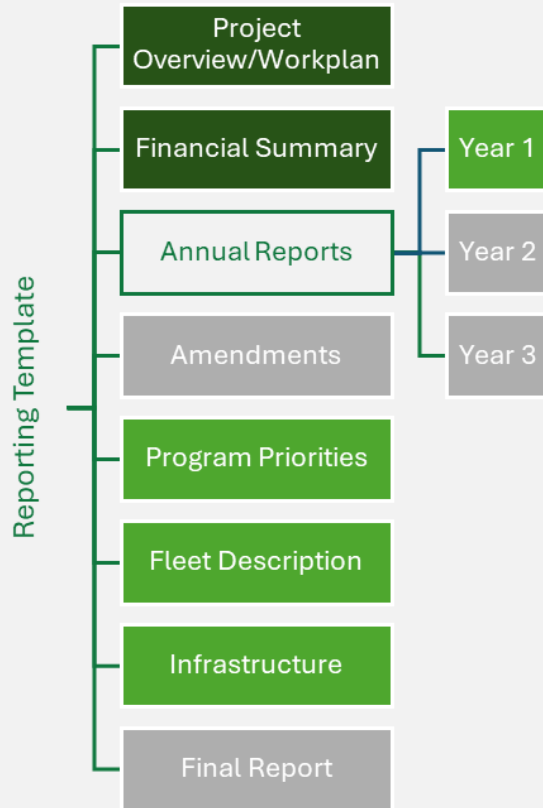 Reporting Template
Project
Overview/Workplan
Financial Summary
Annual Reports
Year 1
Year 2
Year 3
Amendments
Program Priorities
Fleet Description
Infrastructure
Final Report